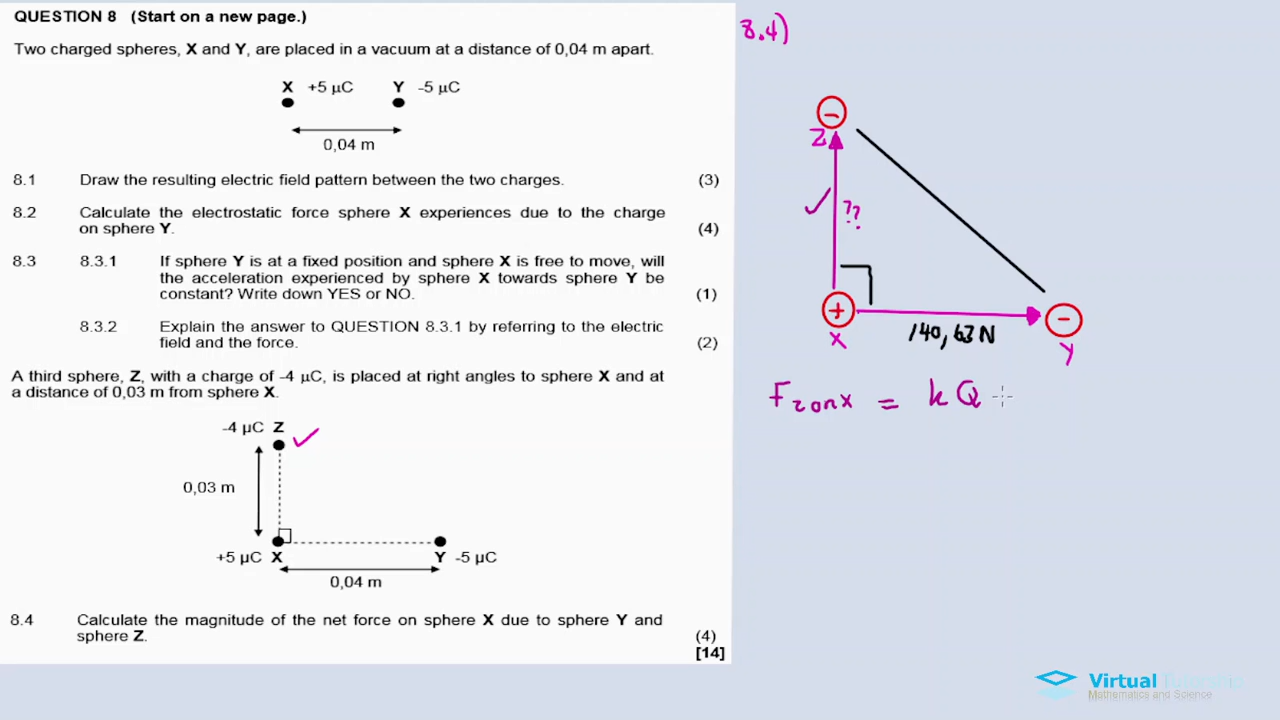 QUESTION 8 (Start on a new page.)
Two charged spheres, X and Y, are placed in a vacuum at a distance of 0,04 m apart.
X +5 µC Y -5 µC
0,04 m
8.1 Draw the resulting electric field pattern between the two charges. (3)
8.2 Calculate the electrostatic force sphere X experiences due to the charge
on sphere Y. (4)
8.3 8.3.1 If sphere Y is at a fixed position and sphere X is free to move, will
the acceleration experienced by sphere X towards sphere Y be
constant? Write down YES or NO. (1)
8.3.2 Explain the answer to QUESTION 8.3.1 by referring to the electric
field and the force. (2)
A third sphere, Z, with a charge of -4 µC, is placed at right angles to sphere X and at
a distance of 0,03 m from sphere X.
-4 µC Z
0,03 m
+5 µC X Y -5 µC
0,04 m
8.4 Calculate the magnitude of the net force on sphere X due to sphere Y and
sphere Z. (4)
[14]
8.4)
-
Z
??
+ -
X 140,63N Y
F Z on X = kQ
Virtual Tutoring
Mathematics and Science